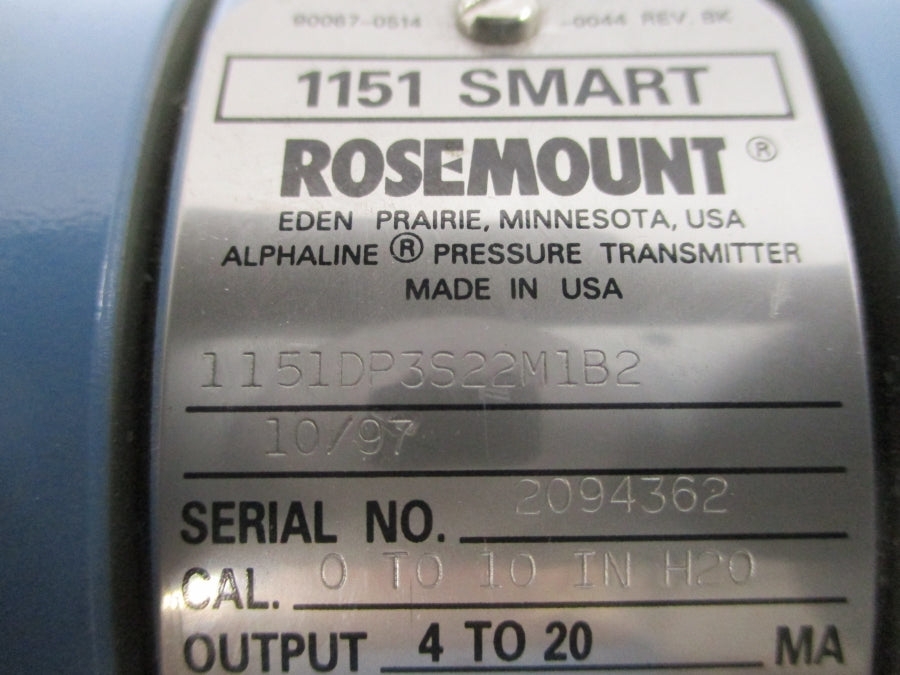 00067-0514 -0044 REV. BK
1151 SMART
ROSEMOUNT ®
EDEN PRAIRIE, MINNESOTA, USA
ALPHALINE ® PRESSURE TRANSMITTER
MADE IN USA
1151DP3S22M1B2
10/97
SERIAL NO. 2094362
CAL. 0 TO 10 IN H2O
OUTPUT 4 TO 20 MA